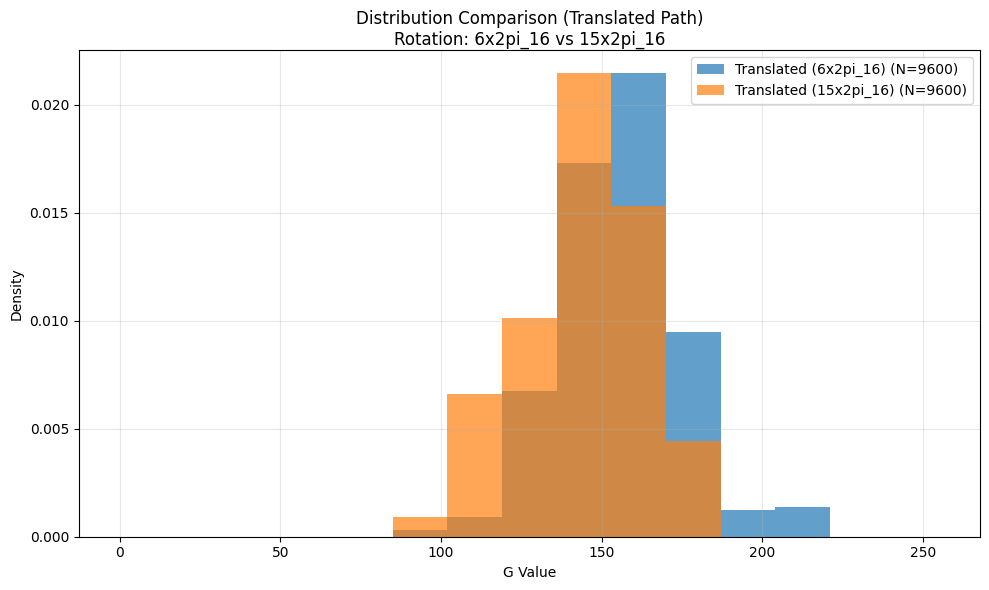 Distribution Comparison (Translated Path)
Rotation: 6x2pi_16 vs 15x2pi_16
Translated (6x2pi_16) (N=9600)
Translated (15x2pi_16) (N=9600)
Density
0.020
0.015
0.010
0.005
0.000
0 50 100 150 200 250
G Value